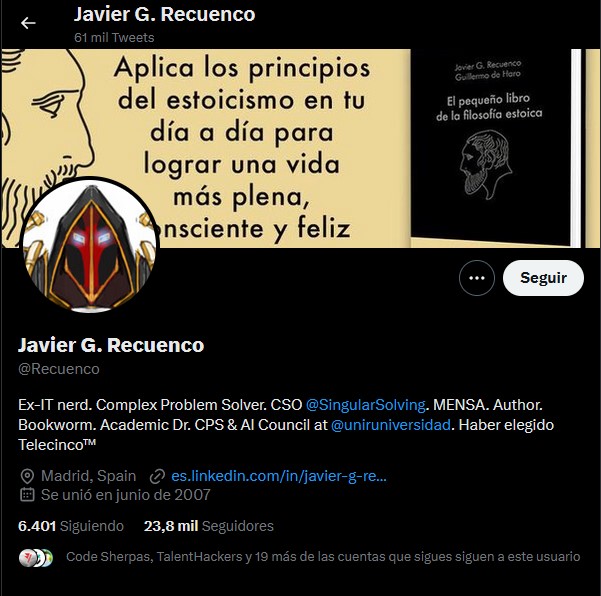 Javier G. Recuenco
61 mil Tweets
Aplica los principios
del estoicismo en tu
día a día para
lograr una vida
más plena,
onsciente y feliz
Javier G. Recuenco
Guillermo de Haro
El pequeño libro
de la filosofía estoica
Seguir
Javier G. Recuenco
@Recuenco
Ex-IT nerd. Complex Problem Solver. CSO @SingularSolving. MENSA. Author.
Bookworm. Academic Dr. CPS & AI Council at @uniruniversidad. Haber elegido
Telecinco™
Madrid, Spain es.linkedin.com/in/javier-g-re...
Se unió en junio de 2007
6.401 Siguiendo 23,8 mil Seguidores
Code Sherpas, TalentHackers y 19 más de las cuentas que sigues siguen a este usuario